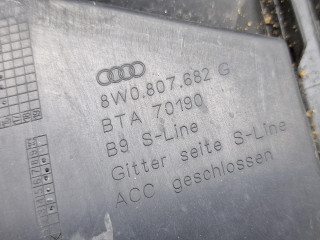 8W0.807.682 G
BTA 70190
B9 S-Line
Gitter seite S-Line
ACC geschlossen